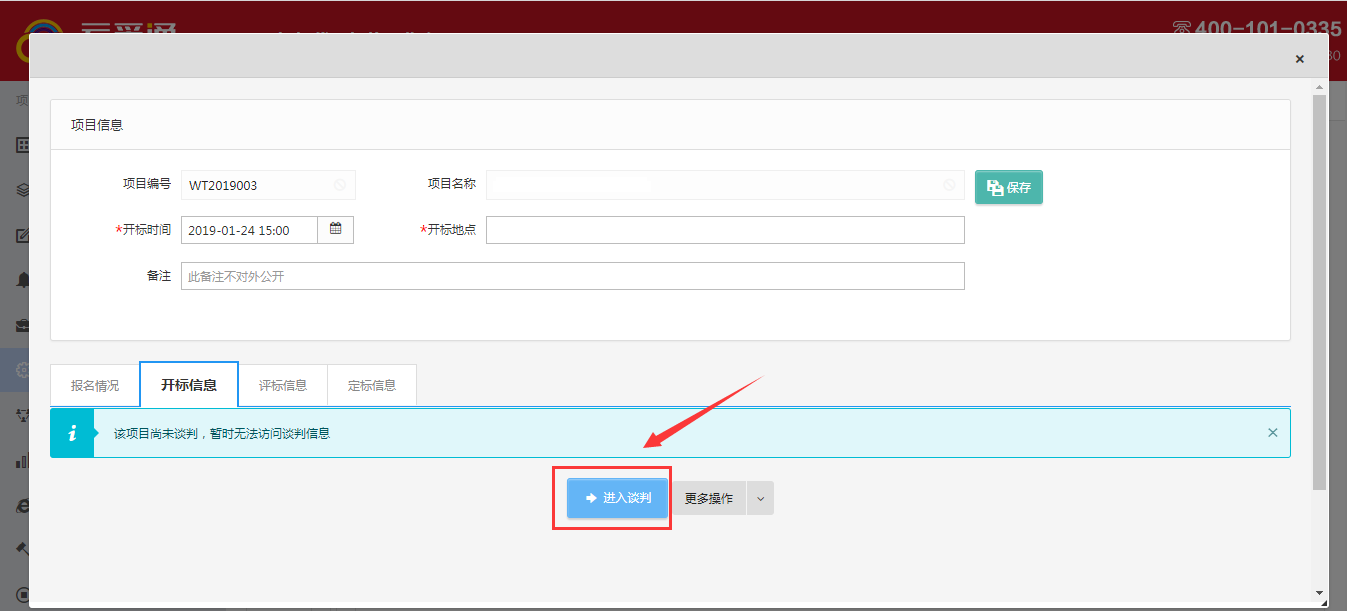 400-101-0335
项目信息
项目编号 WT2019003 项目名称 保存
*开标时间 2019-01-24 15:00 *开标地点
备注 此备注不对外公开
报名情况 开标信息 评标信息 定标信息
该项目尚未谈判，暂时无法访问谈判信息
进入谈判 更多操作